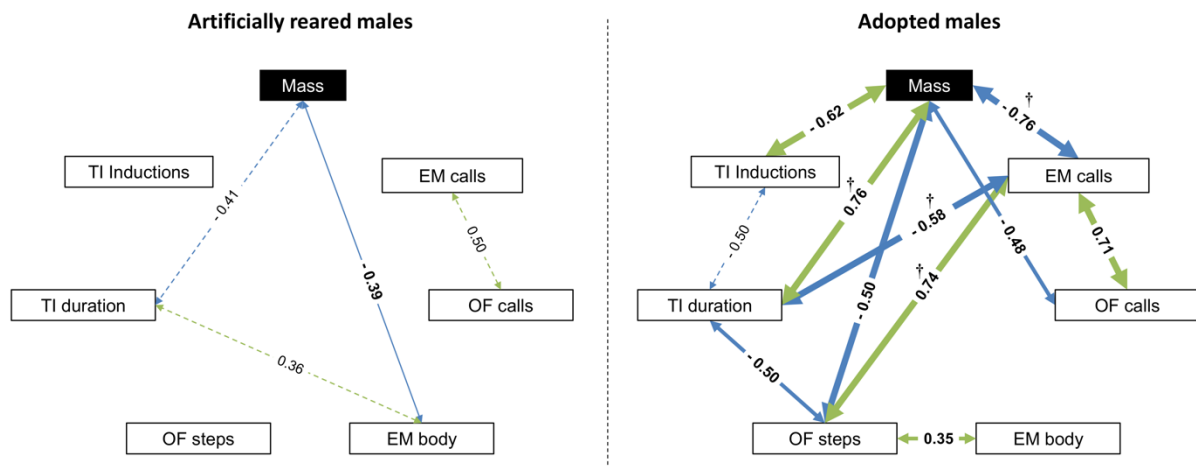 Artificially reared males
Mass
TI Inductions
EM calls
- 0.41
0.50
- 0.39
TI duration
OF calls
0.36
OF steps
EM body
Adopted males
Mass
†
- 0.62
- 0.76
TI Inductions
EM calls
†
0.76
†
- 0.58
- 0.50
- 0.48
0.71
†
0.74
- 0.50
TI duration
OF calls
- 0.50
OF steps
0.35
EM body